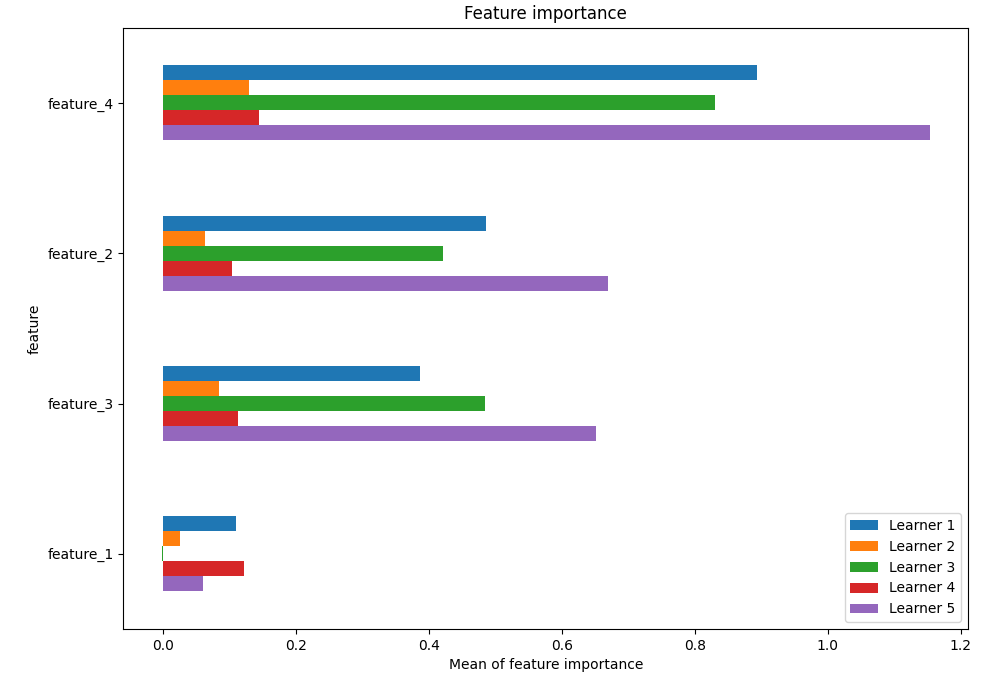 Feature importance
feature_4
feature_2
feature_3
feature_1
feature
0.0
0.2
0.4
0.6
0.8
1.0
1.2
Mean of feature importance
Learner 1
Learner 2
Learner 3
Learner 4
Learner 5